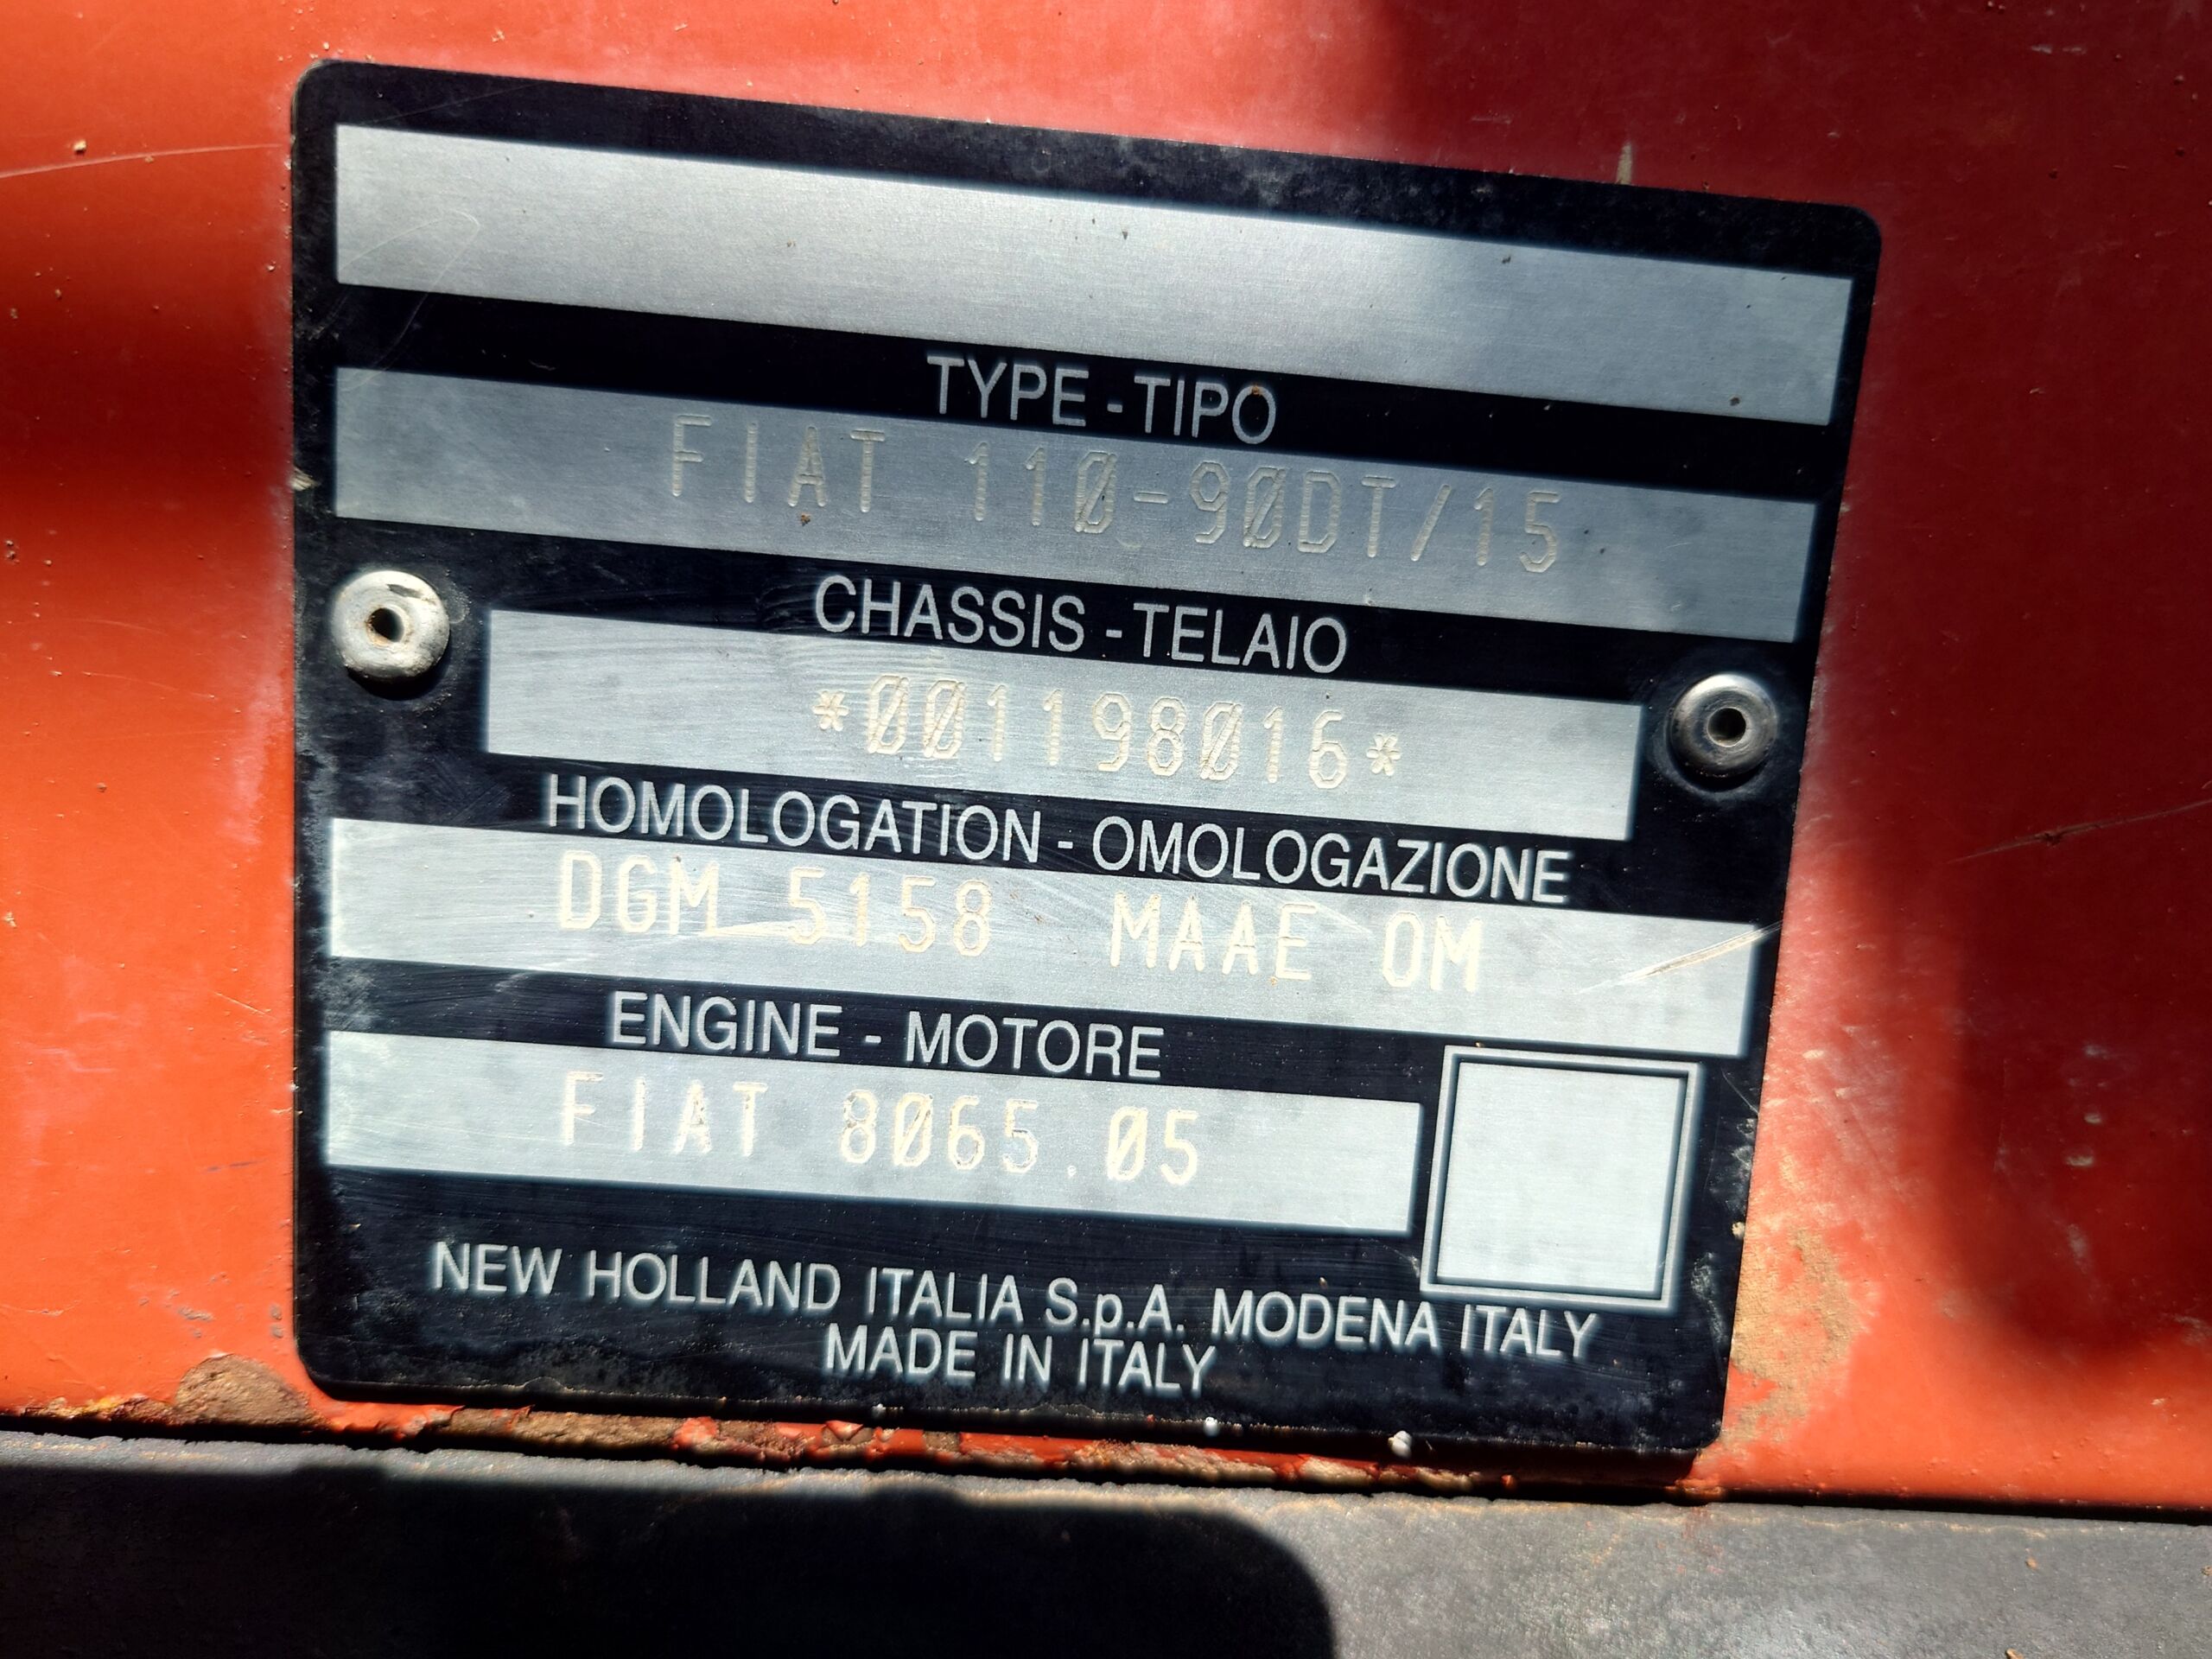 TYPE - TIPO
FIAT 110-90DT/15
CHASSIS - TELAIO
*001198016*
HOMOLOGATION - OMOLOGAZIONE
DGM 5158 MAAE OM
ENGINE - MOTORE
FIAT 8065.05
NEW HOLLAND ITALIA S.p.A. MODENA ITALY
MADE IN ITALY